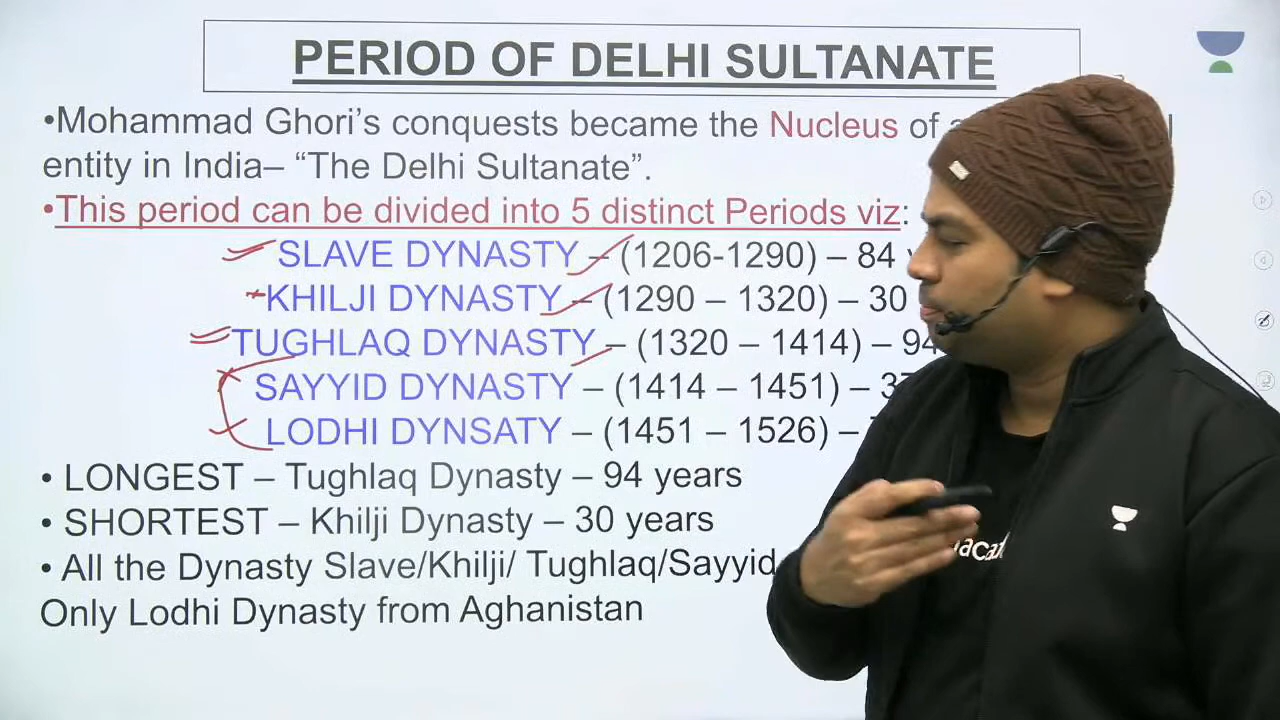 PERIOD OF DELHI SULTANATE
•Mohammad Ghori's conquests became the Nucleus of
entity in India– “The Delhi Sultanate”.
•This period can be divided into 5 distinct Periods viz:
SLAVE DYNASTY – (1206-1290) – 84
KHILJI DYNASTY – (1290 – 1320) – 30
TUGHLAQ DYNASTY – (1320 – 1414) – 94
SAYYID DYNASTY – (1414 – 1451) – 37
LODHI DYNSATY – (1451 – 1526) –
• LONGEST – Tughlaq Dynasty – 94 years
• SHORTEST – Khilji Dynasty – 30 years
• All the Dynasty Slave/Khilji/ Tughlaq/Sayyid
Only Lodhi Dynasty from Aghanistan